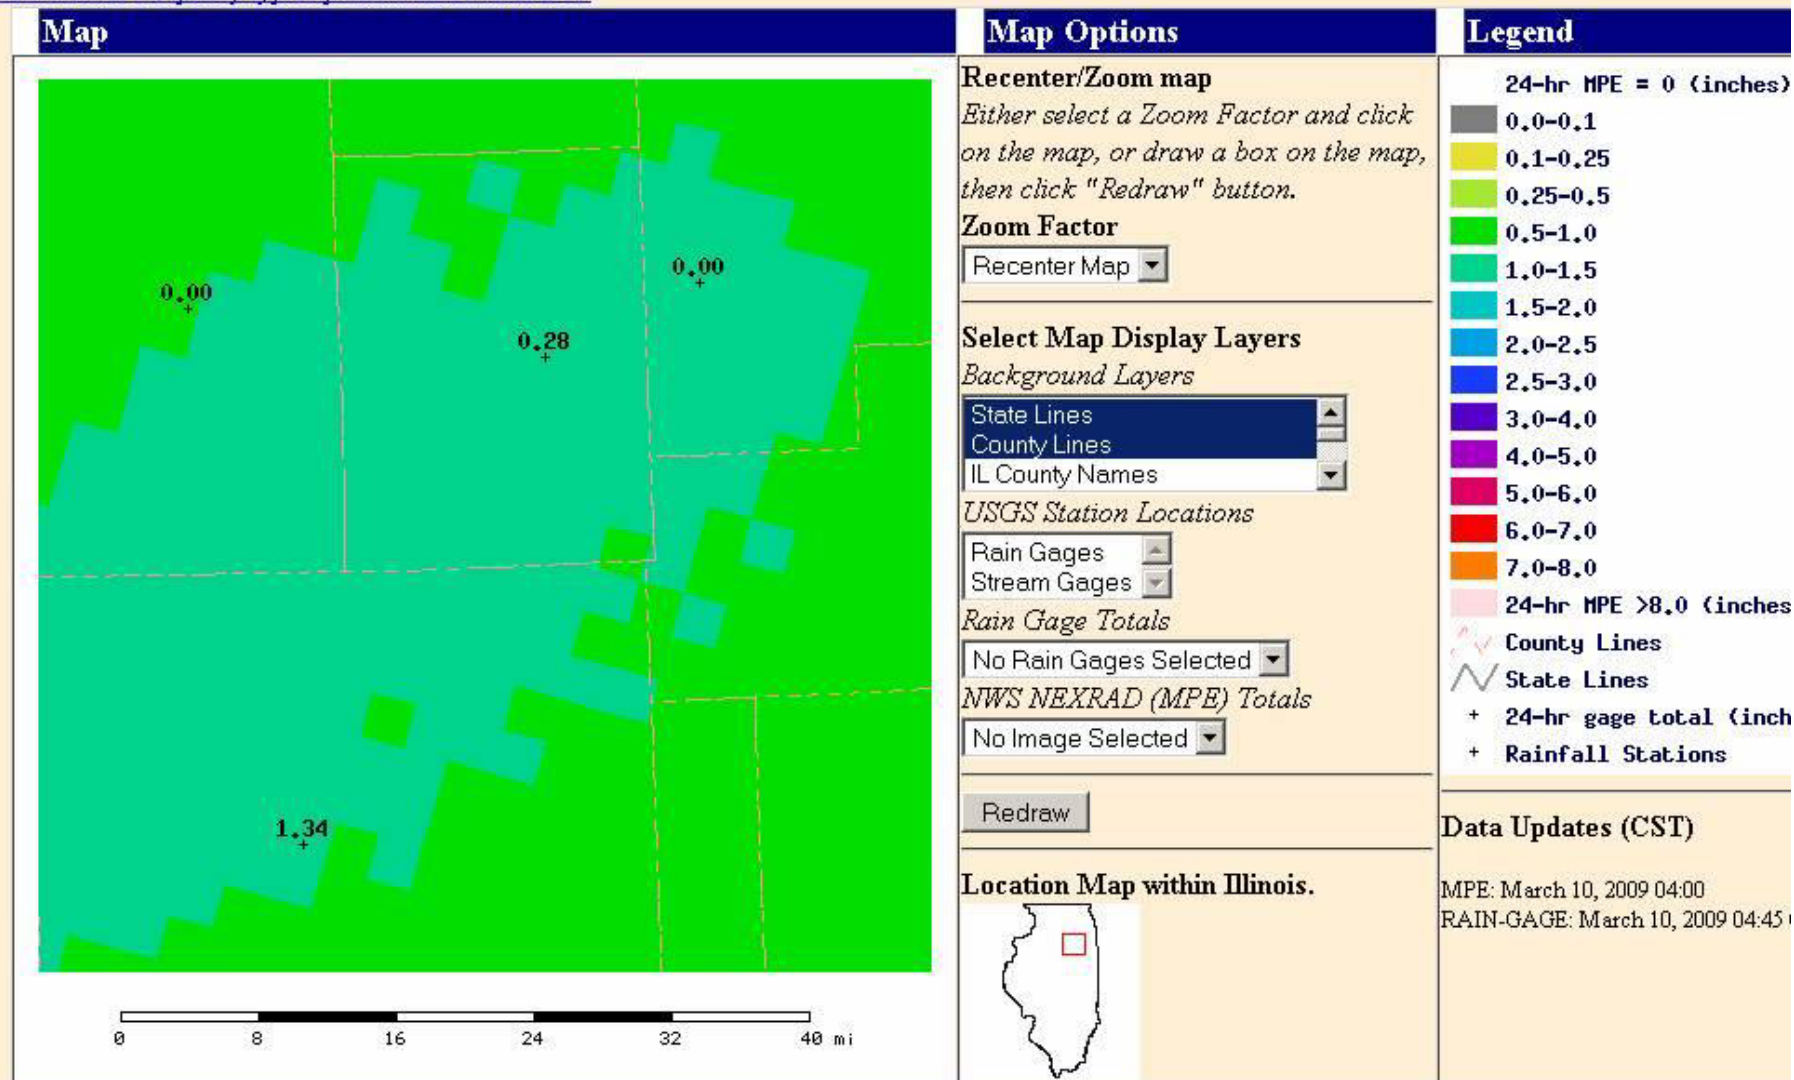 Map
0.00
0.00
0.28
1.34
0 8 16 24 32 40 mi
Map Options
Recenter/Zoom map
Either select a Zoom Factor and click
on the map, or draw a box on the map,
then click "Redraw" button.
Zoom Factor
Recenter Map
Select Map Display Layers
Background Layers
State Lines
County Lines
IL County Names
USGS Station Locations
Rain Gages
Stream Gages
Rain Gage Totals
No Rain Gages Selected
NWS NEXRAD (MPE) Totals
No Image Selected
Redraw
Location Map within Illinois.
Legend
24-hr MPE = 0 (inches)
0.0-0.1
0.1-0.25
0.25-0.5
0.5-1.0
1.0-1.5
1.5-2.0
2.0-2.5
2.5-3.0
3.0-4.0
4.0-5.0
5.0-6.0
6.0-7.0
7.0-8.0
24-hr MPE >8.0 (inches
County Lines
State Lines
+ 24-hr gage total (inch
+ Rainfall Stations
Data Updates (CST)
MPE: March 10, 2009 04:00
RAIN-GAGE: March 10, 2009 04:45